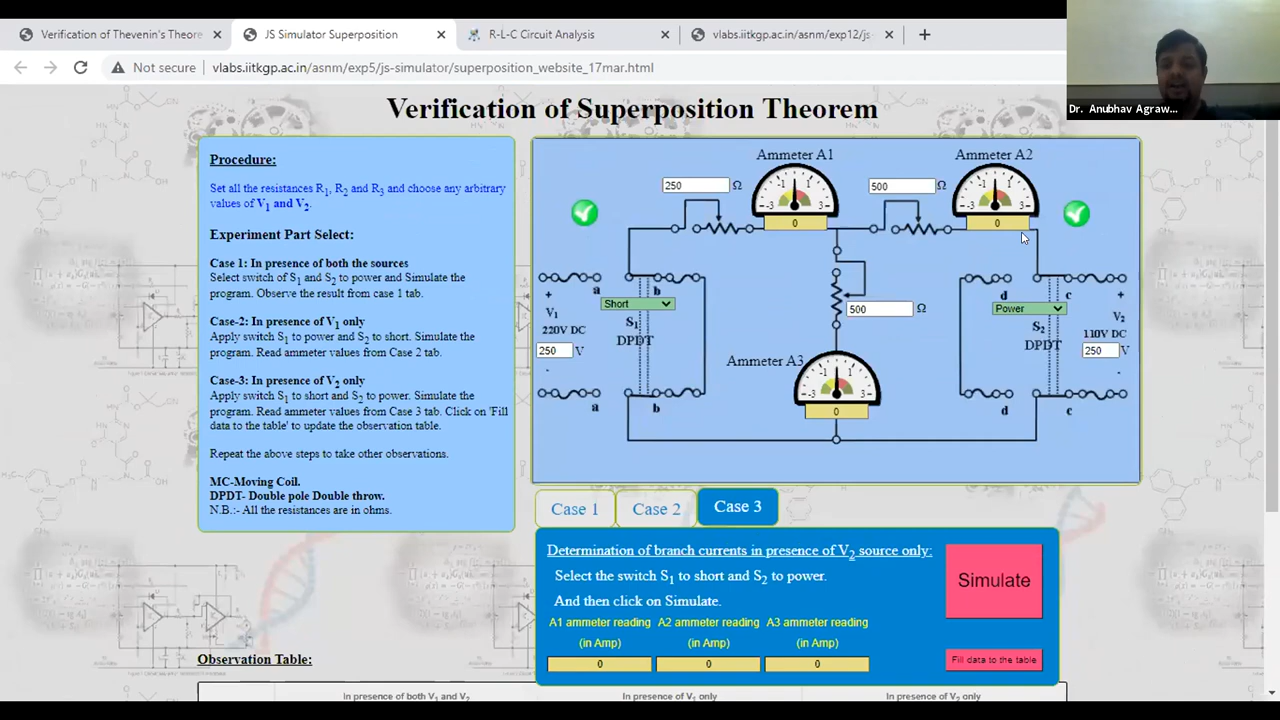 Verification of Thevenin's Theore
JS Simulator Superposition
R-L-C Circuit Analysis
vlabs.iitkgp.ac.in/asnm/exp12/js-
Not secure
vlabs.iitkgp.ac.in/asnm/exp5/js-simulator/superposition_website_17mar.html
Dr. Anubhav Agraw...
Verification of Superposition Theorem
Procedure:
Set all the resistances R1, R2 and R3 and choose any arbitrary
values of V1 and V2.
Experiment Part Select:
Case 1: In presence of both the sources
Select switch of S1 and S2 to power and Simulate the
program. Observe the result from case 1 tab.
Case-2: In presence of V1 only
Apply switch S1 to power and S2 to short. Simulate the
program. Read ammeter values from Case 2 tab.
Case-3: In presence of V2 only
Apply switch S1 to short and S2 to power. Simulate the
program. Read ammeter values from Case 3 tab. Click on 'Fill
data to the table' to update the observation table.
Repeat the above steps to take other observations.
MC-Moving Coil.
DPDT- Double pole Double throw.
N.B.:- All the resistances are in ohms.
Ammeter A1
Ammeter A2
250 Ω
-1 1
-3 3
0
500 Ω
-1 1
-3 3
0
a
b
d
c
+
V1
220V DC
250 V
-
Short
S1
DPDT
500 Ω
Power
S2
DPDT
+
V2
110V DC
250 V
-
Ammeter A3
-1 1
-3 3
0
a
b
d
c
Case 1
Case 2
Case 3
Determination of branch currents in presence of V2 source only:
Select the switch S1 to short and S2 to power.
And then click on Simulate.
A1 ammeter reading A2 ammeter reading A3 ammeter reading
(in Amp) (in Amp) (in Amp)
0 0 0
Simulate
Fill data to the table
Observation Table:
In presence of both V1 and V2
In presence of V1 only
In presence of V2 only